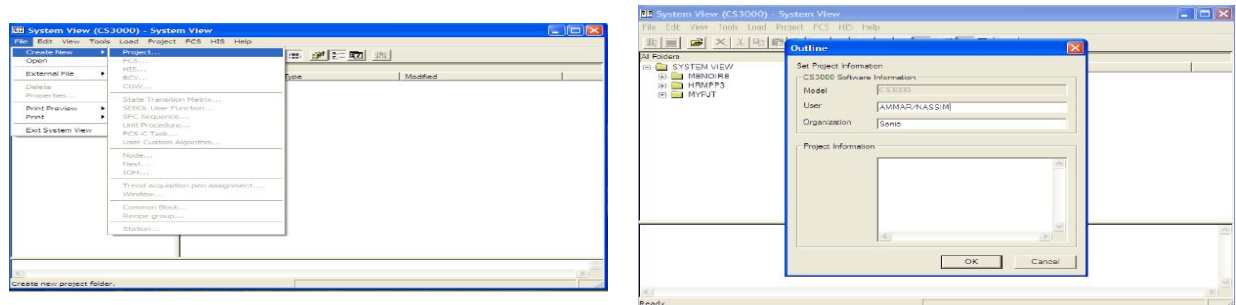 System View (CS3000) - System View
File Edit View Tools Load Project FCS HIS Help
Create New
Open
External File
Delete
Properties...
Print Preview
Print
Exit System View
Project...
FCS...
HIS...
BCV...
CGW...
State Transition Matrix...
SEBOL User Function...
SFC Sequence...
Unit Procedure...
FCS-C Task...
User Custom Algorithm...
Node...
Nest...
IOM...
Trend acquisition pen assignment....
Window...
Common Block...
Recipe group...
Station...
Type Modified
Create new project folder.
System View (CS3000) - System View
File Edit View Tools Load Project FCS HIS Help
All Folders
SYSTEM VIEW
MEMOIRE
HRMPP3
MYPJT
Outline
Set Project Information
CS3000 Software Information
Model CS3000
User AMMAR/NASSIM
Organization
Project Information
OK Cancel
Ready